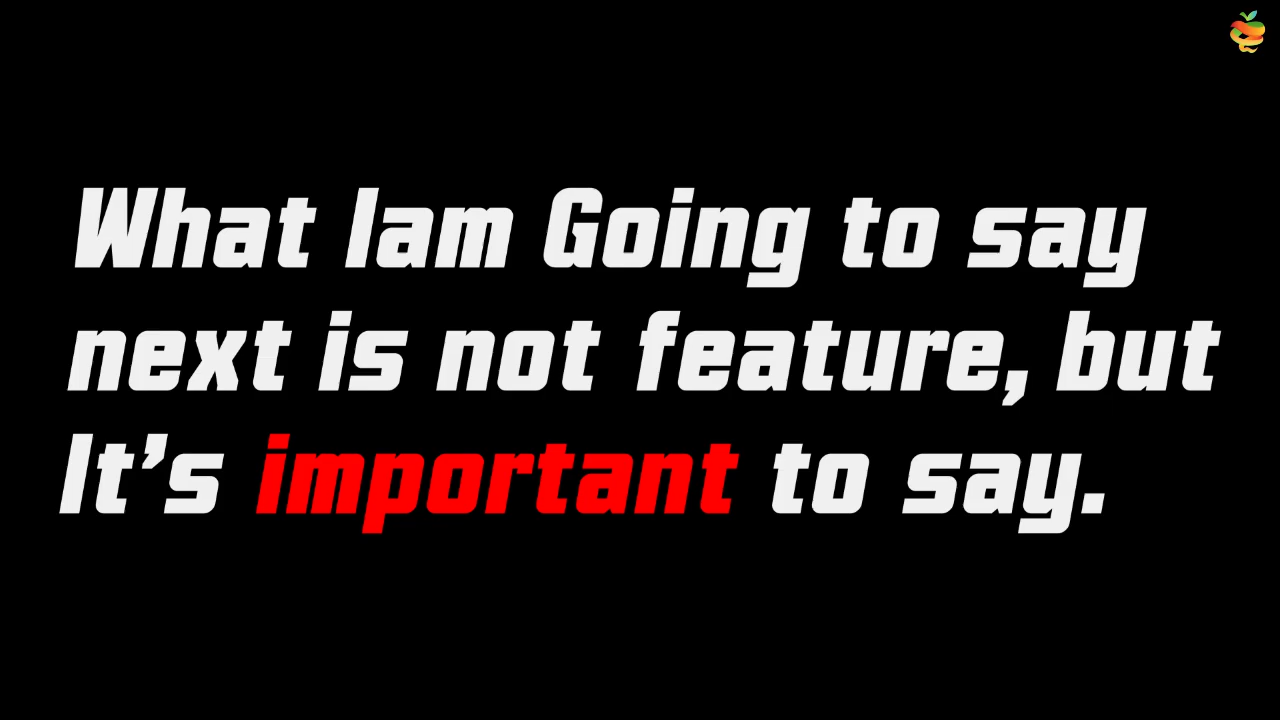 What Iam Going to say
next is not feature, but
It’s important to say.